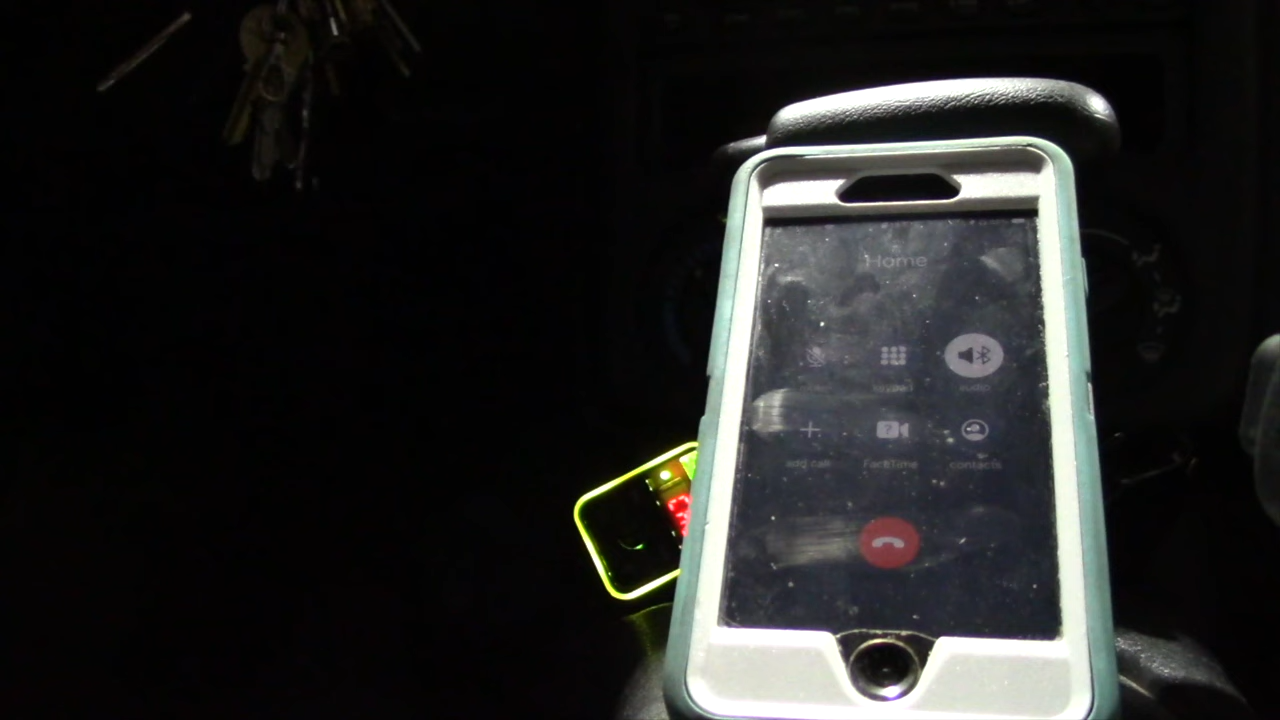 Home
keypad
audio
add call
FaceTime
contacts